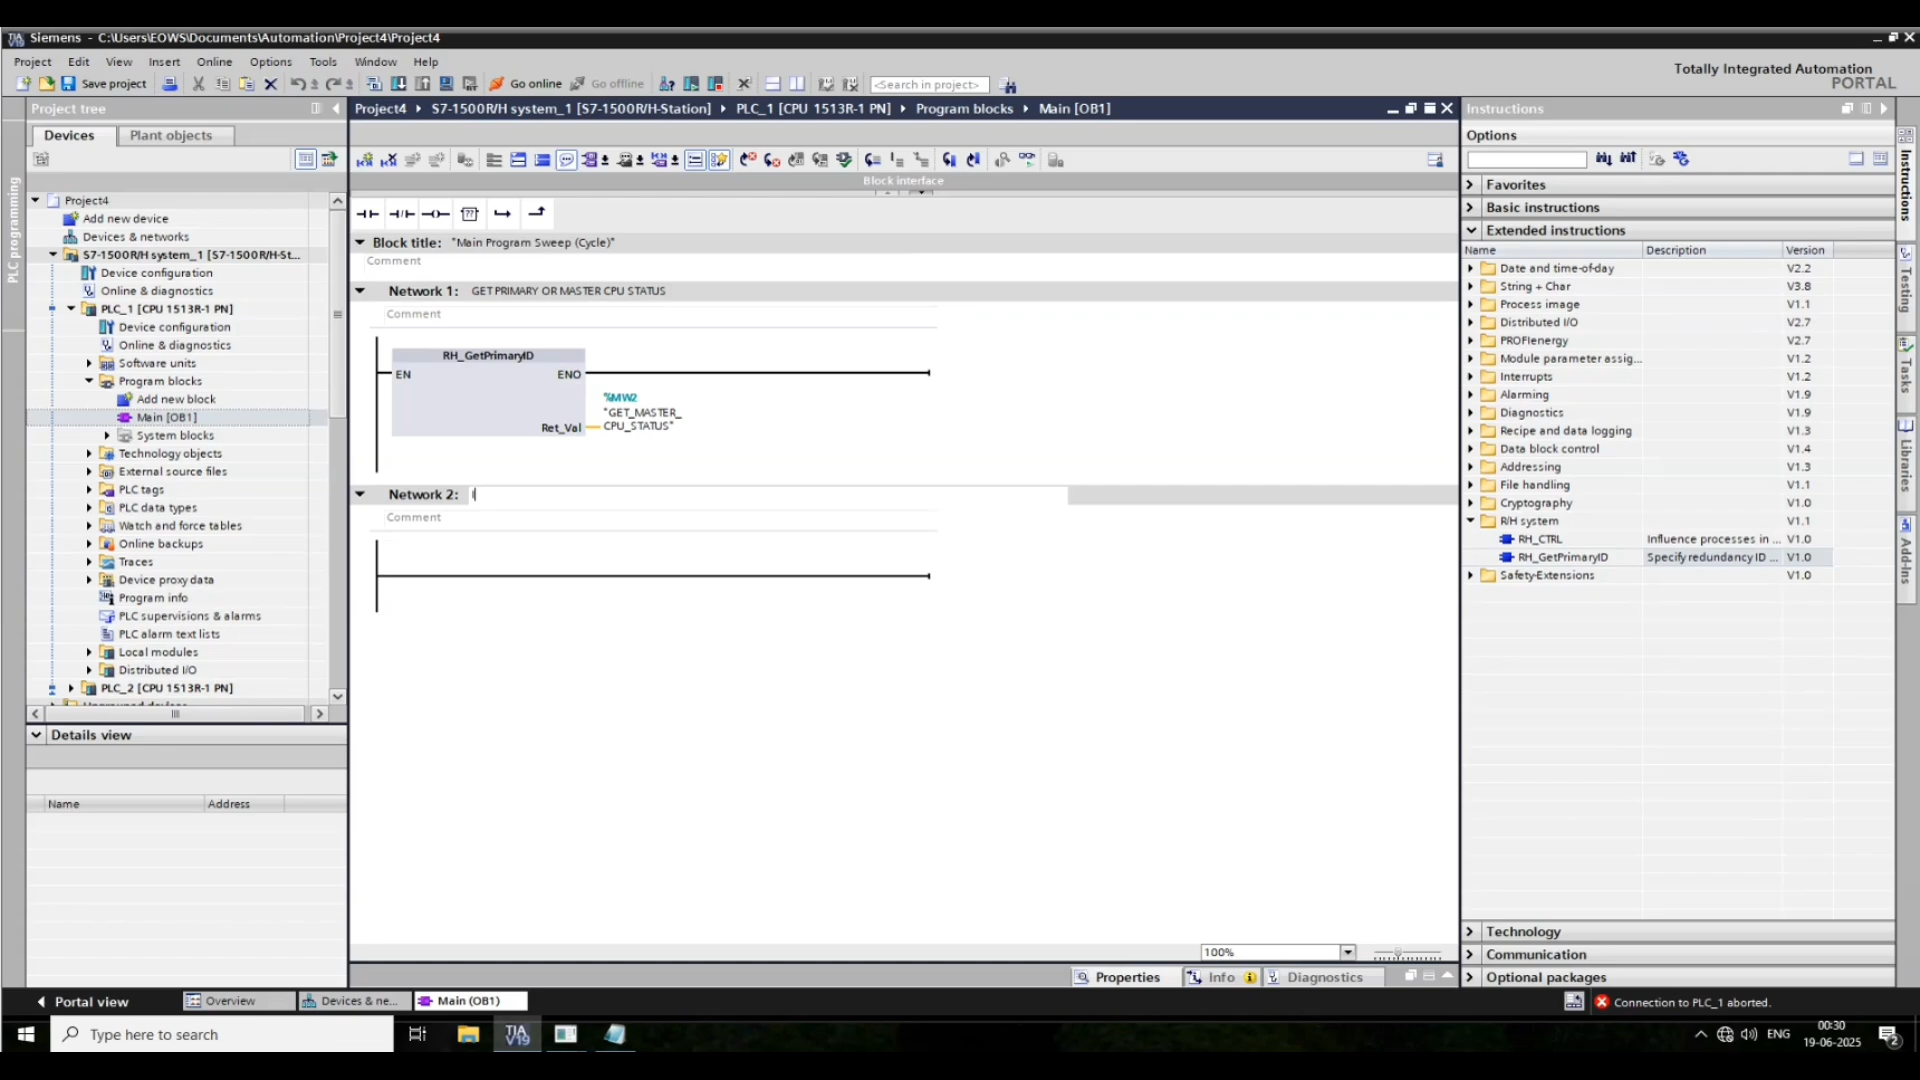 Siemens - C:\Users\EOWS\Documents\Automation\Project4\Project4
Project Edit View Insert Online Options Tools Window Help
Totally Integrated Automation
PORTAL
Save project
Go online
Go offline
<Search in project>
Project tree
Project4 ▸ S7-1500R/H system_1 [S7-1500R/H-Station] ▸ PLC_1 [CPU 1513R-1 PN] ▸ Program blocks ▸ Main [OB1]
Instructions
Devices
Plant objects
Options
PLC programming
Block interface
Project4
Add new device
Devices & networks
S7-1500R/H system_1 [S7-1500R/H-St...
Device configuration
Online & diagnostics
PLC_1 [CPU 1513R-1 PN]
Device configuration
Online & diagnostics
Software units
Program blocks
Add new block
Main [OB1]
System blocks
Technology objects
External source files
PLC tags
PLC data types
Watch and force tables
Online backups
Traces
Device proxy data
Program info
PLC supervisions & alarms
PLC alarm text lists
Local modules
Distributed I/O
PLC_2 [CPU 1513R-1 PN]
Details view
Name Address
??
Block title: "Main Program Sweep (Cycle)"
Comment
Network 1: GET PRIMARY OR MASTER CPU STATUS
Comment
RH_GetPrimaryID
EN ENO
Ret_Val
%MW2
"GET_MASTER_
CPU_STATUS"
Network 2:
Comment
100%
Properties
Info
Diagnostics
Favorites
Basic instructions
Extended instructions
Name Description Version
Date and time-of-day V2.2
String + Char V3.8
Process image V1.1
Distributed I/O V2.7
PROFIenergy V2.7
Module parameter assig... V1.2
Interrupts V1.2
Alarming V1.9
Diagnostics V1.9
Recipe and data logging V1.3
Data block control V1.4
Addressing V1.3
File handling V1.1
Cryptography V1.0
R/H system V1.1
RH_CTRL Influence processes in ... V1.0
RH_GetPrimaryID Specify redundancy ID ... V1.0
Safety-Extensions V1.0
Technology
Communication
Optional packages
Instructions
Testing
Tasks
Libraries
Add-Ins
Portal view
Overview
Devices & ne...
Main (OB1)
Connection to PLC_1 aborted.
Type here to search
TIA
V19
ENG
00:30
19-06-2025
2